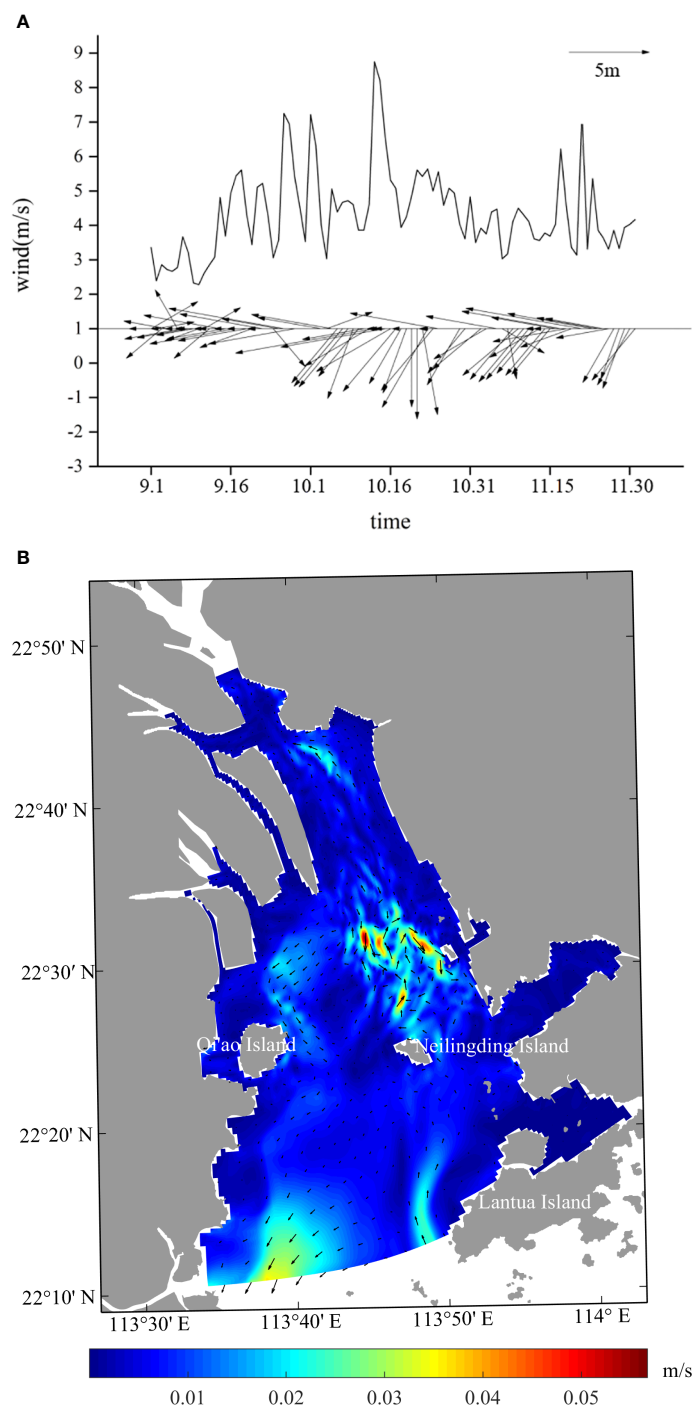 A
5m
wind(m/s)
9
8
7
6
5
4
3
2
1
0
-1
-2
-3
9.1 9.16 10.1 10.16 10.31 11.15 11.30
time
B
22°50' N
22°40' N
22°30' N
22°20' N
22°10' N
Qi'ao Island
Neilingding Island
Lantua Island
113°30' E 113°40' E 113°50' E 114° E
m/s
0.01 0.02 0.03 0.04 0.05